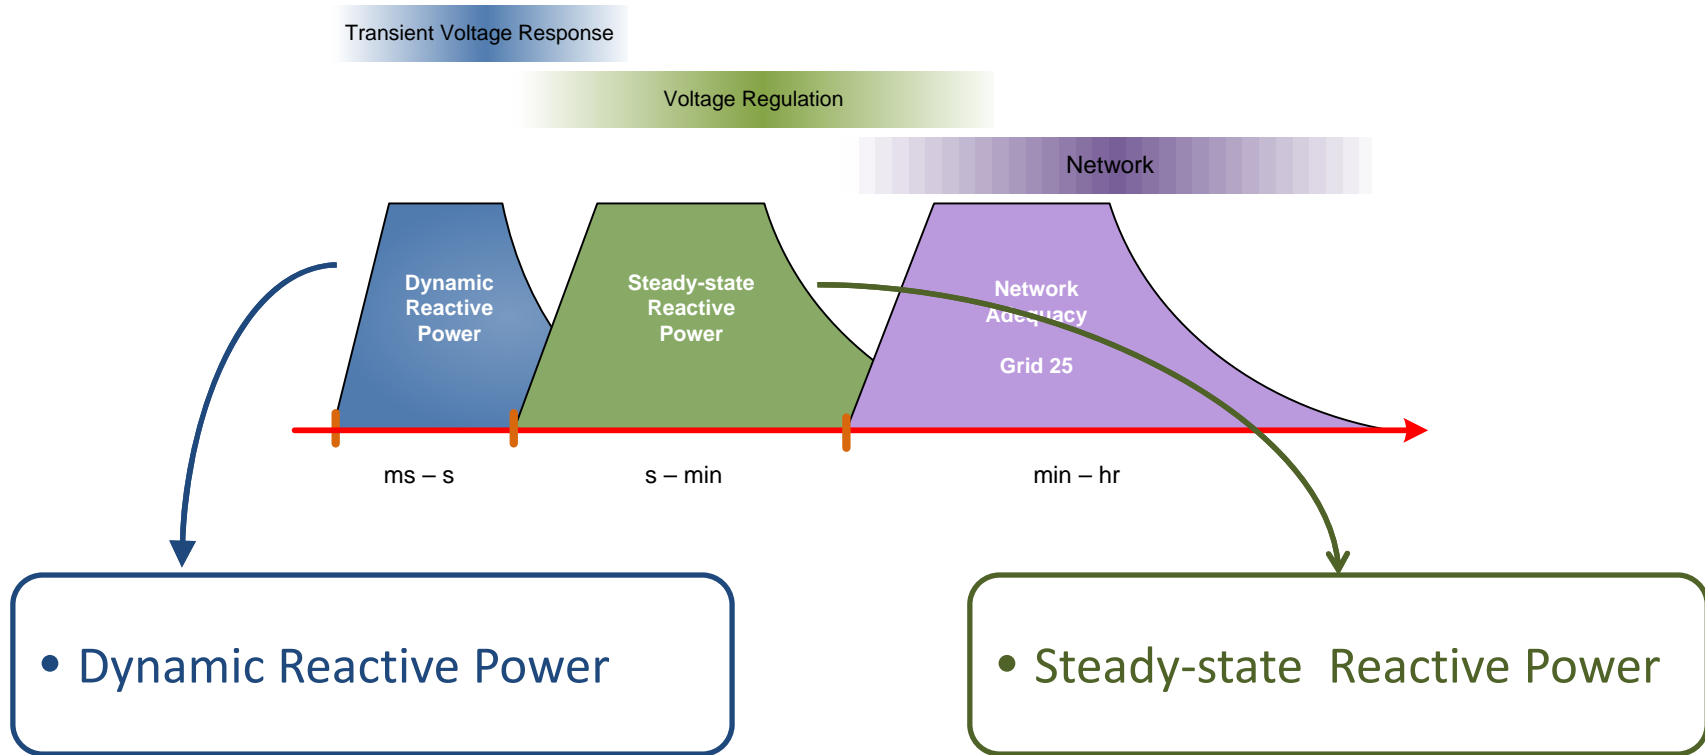 Transient Voltage Response
Voltage Regulation
Network
Dynamic
Reactive
Power
Steady-state
Reactive
Power
Network
Adequacy
Grid 25
ms – s
s – min
min – hr
• Dynamic Reactive Power
• Steady-state Reactive Power